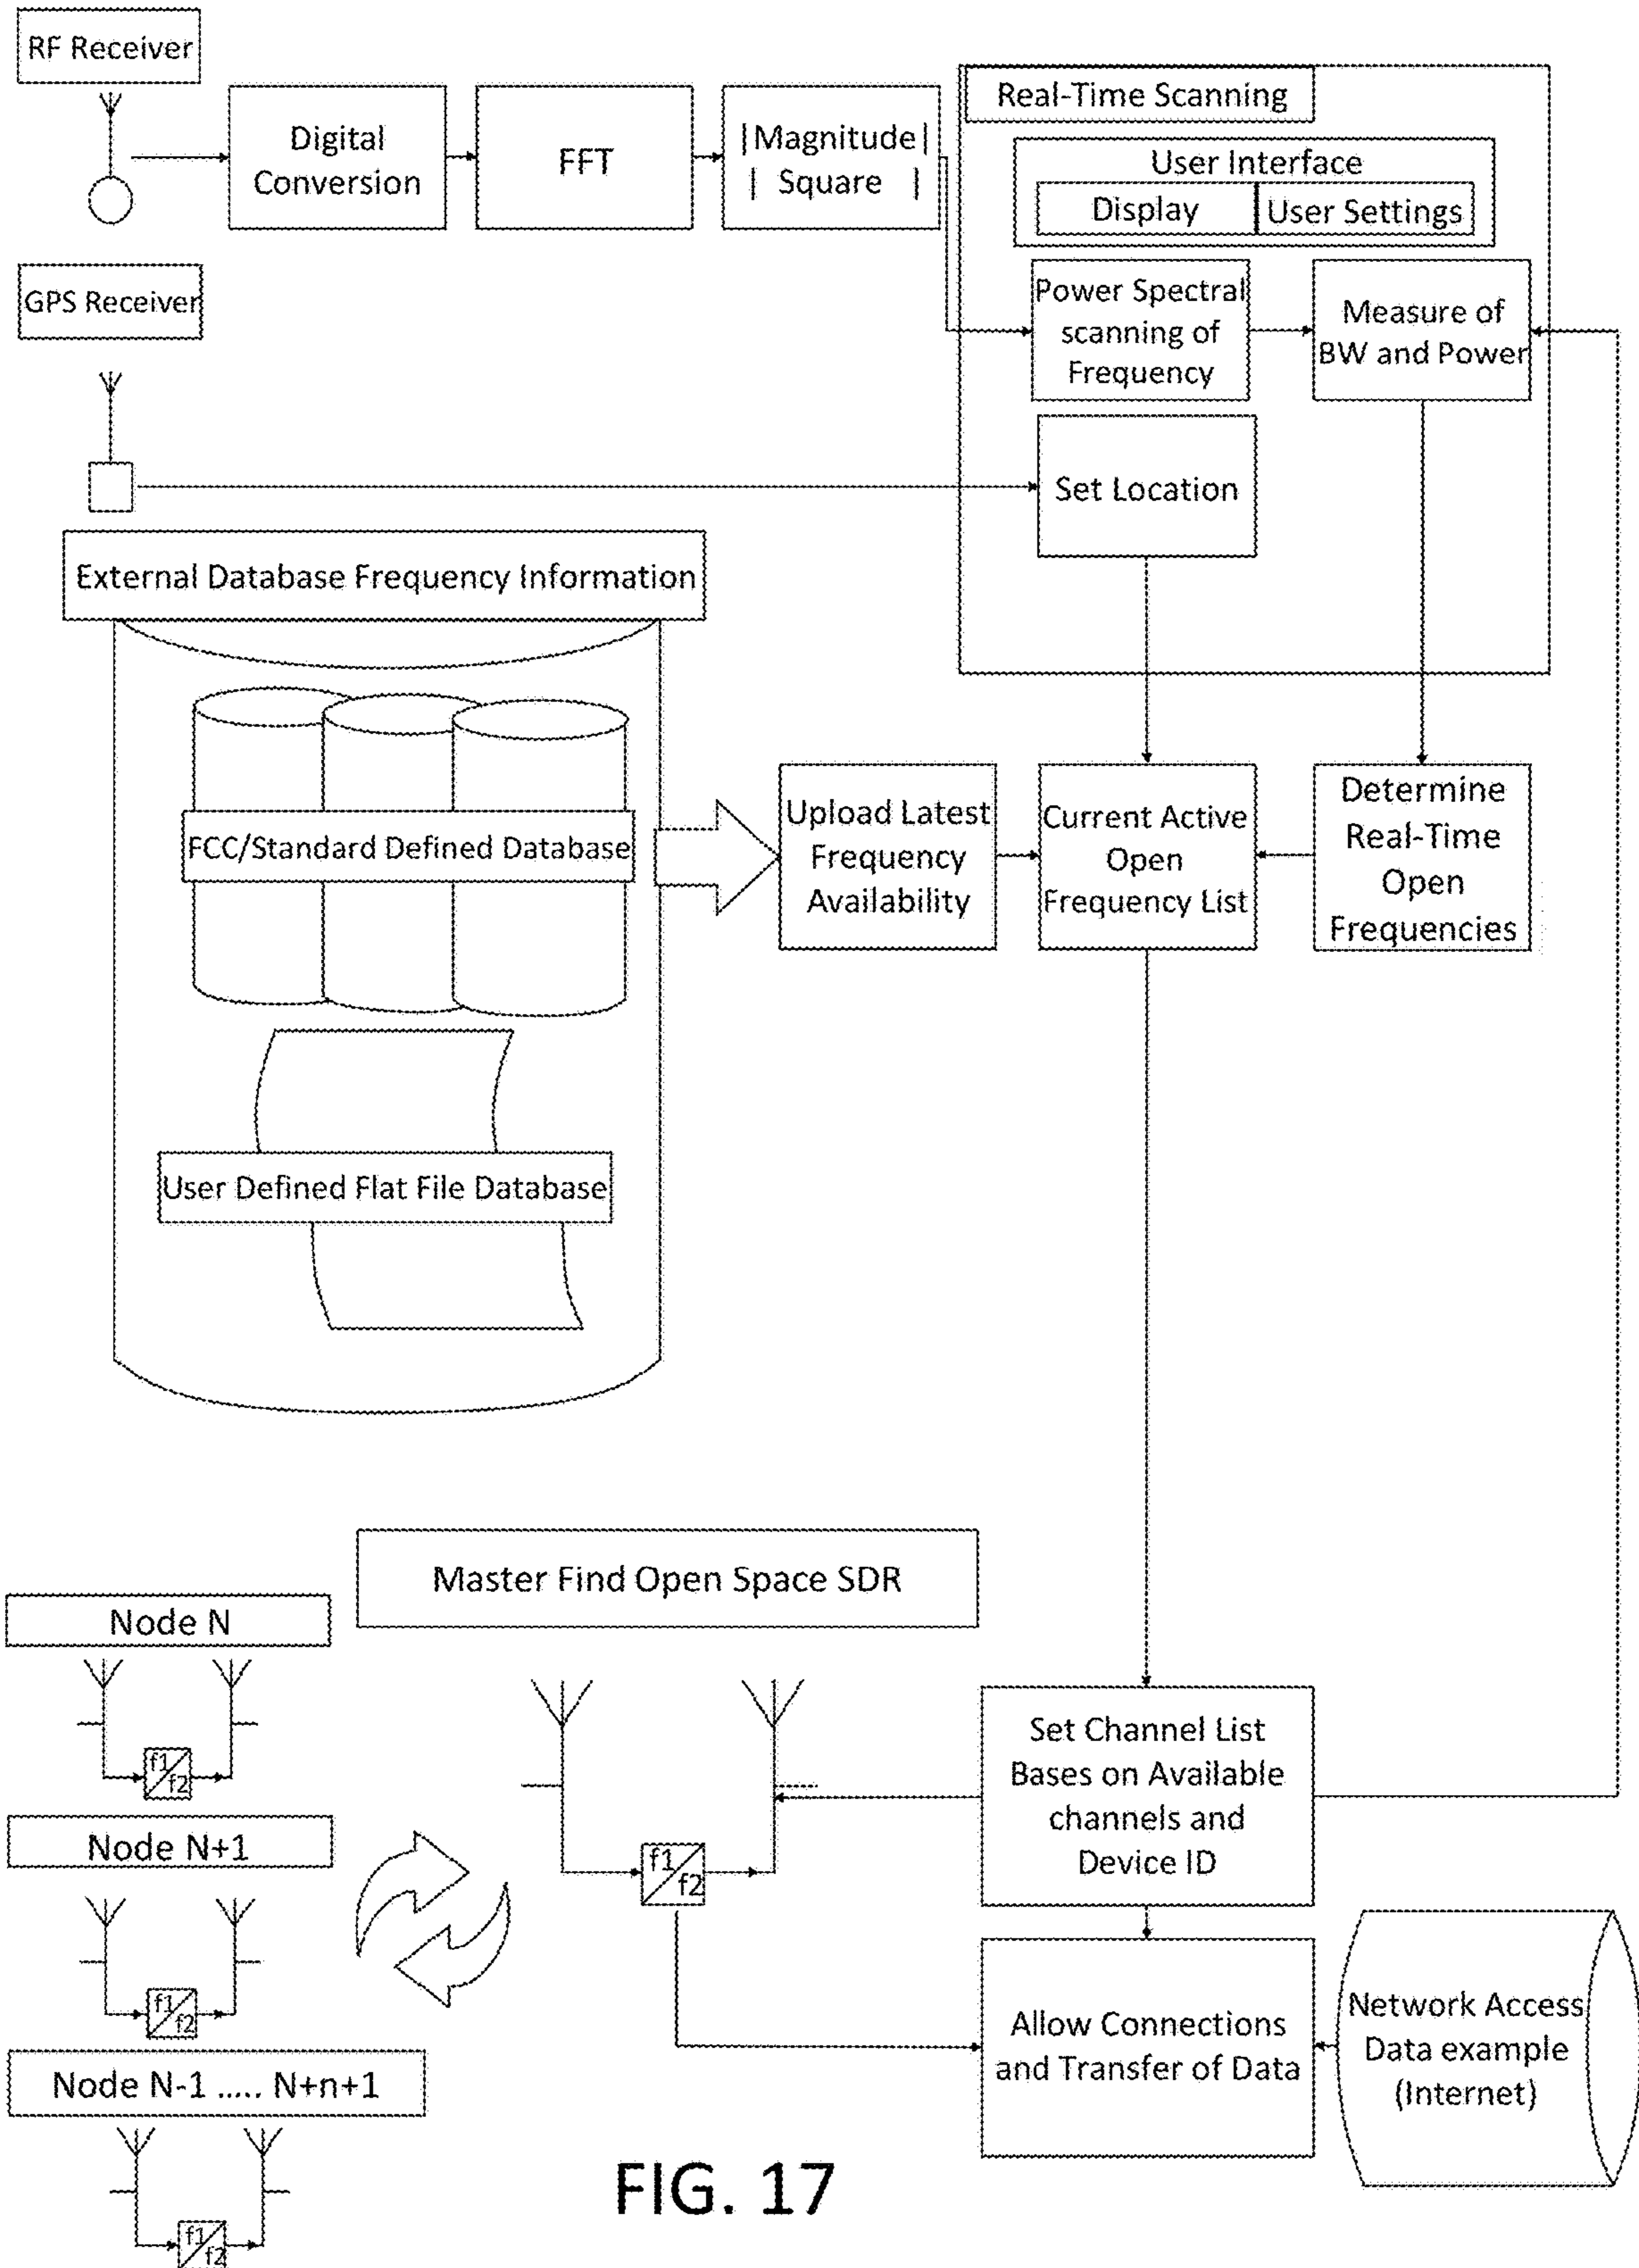 RF Receiver
Digital
Conversion
FFT
|Magnitude|
| Square |
Real-Time Scanning
User Interface
Display
User Settings
GPS Receiver
Power Spectral
scanning of
Frequency
Measure of
BW and Power
Set Location
External Database Frequency Information
FCC/Standard Defined Database
Upload Latest
Frequency
Availability
Current Active
Open
Frequency List
Determine
Real-Time
Open
Frequencies
User Defined Flat File Database
Master Find Open Space SDR
Node N
f1
f2
Node N+1
f1
f2
Node N-1 ..... N+n+1
f1
f2
f1
f2
Set Channel List
Bases on Available
channels and
Device ID
Allow Connections
and Transfer of Data
Network Access
Data example
(Internet)
FIG. 17